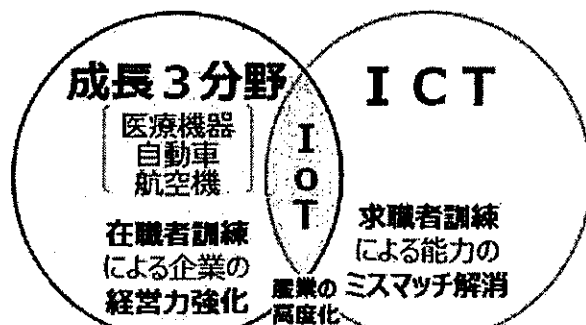 成長3分野
医療機器
自動車
航空機
在職者訓練
による企業の
経営力強化
IoT
産業の
高度化
ICT
求職者訓練
による能力の
ミスマッチ解消